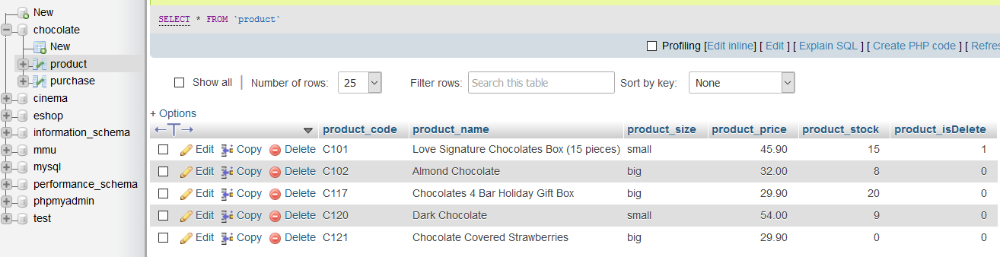 New
chocolate
New
product
purchase
cinema
eshop
information_schema
mmu
mysql
performance_schema
phpmyadmin
test
SELECT * FROM `product`
Profiling [Edit inline] [ Edit ] [ Explain SQL ] [ Create PHP code ] [ Refres
Show all | Number of rows: 25 Filter rows: Search this table Sort by key: None
+ Options
product_code product_name product_size product_price product_stock product_isDelete
Edit Copy Delete C101 Love Signature Chocolates Box (15 pieces) small 45.90 15 1
Edit Copy Delete C102 Almond Chocolate big 32.00 8 0
Edit Copy Delete C117 Chocolates 4 Bar Holiday Gift Box big 29.90 20 0
Edit Copy Delete C120 Dark Chocolate small 54.00 9 0
Edit Copy Delete C121 Chocolate Covered Strawberries big 29.90 0 0